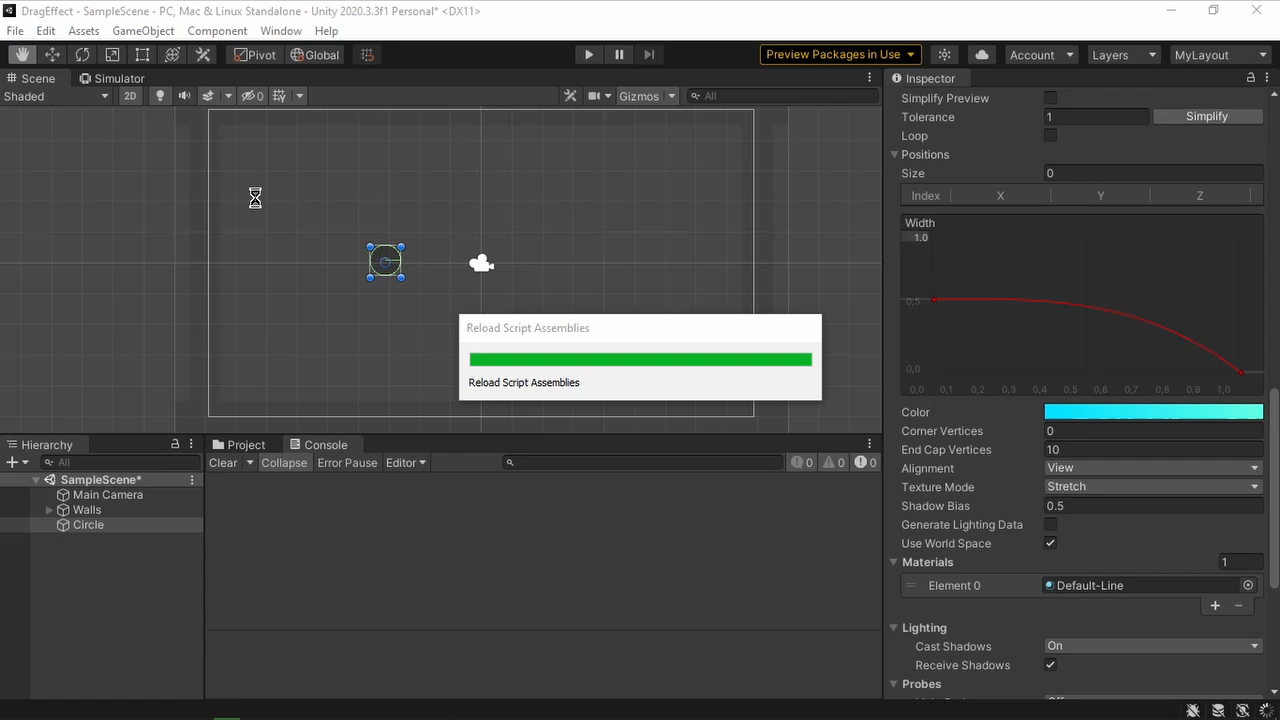 DragEffect - SampleScene - PC, Mac & Linux Standalone - Unity 2020.3.3f1 Personal* <DX11>
File Edit Assets GameObject Component Window Help
Pivot Global Preview Packages in Use Account Layers MyLayout
Scene Simulator
Shaded 2D 0 Gizmos All
Inspector
Simplify Preview
Tolerance 1 Simplify
Loop
Positions
Size 0
Index X Y Z
Width
1.0
0,5
0,0
0,0 0,1 0,2 0,3 0,4 0,5 0,6 0,7 0,8 0,9 1,0
Color
Corner Vertices 0
End Cap Vertices 10
Alignment View
Texture Mode Stretch
Shadow Bias 0.5
Generate Lighting Data
Use World Space
Materials 1
Element 0 Default-Line
Lighting
Cast Shadows On
Receive Shadows
Probes
Reload Script Assemblies
Reload Script Assemblies
Hierarchy
All
SampleScene*
Main Camera
Walls
Circle
Project Console
Clear Collapse Error Pause Editor 0 0 0